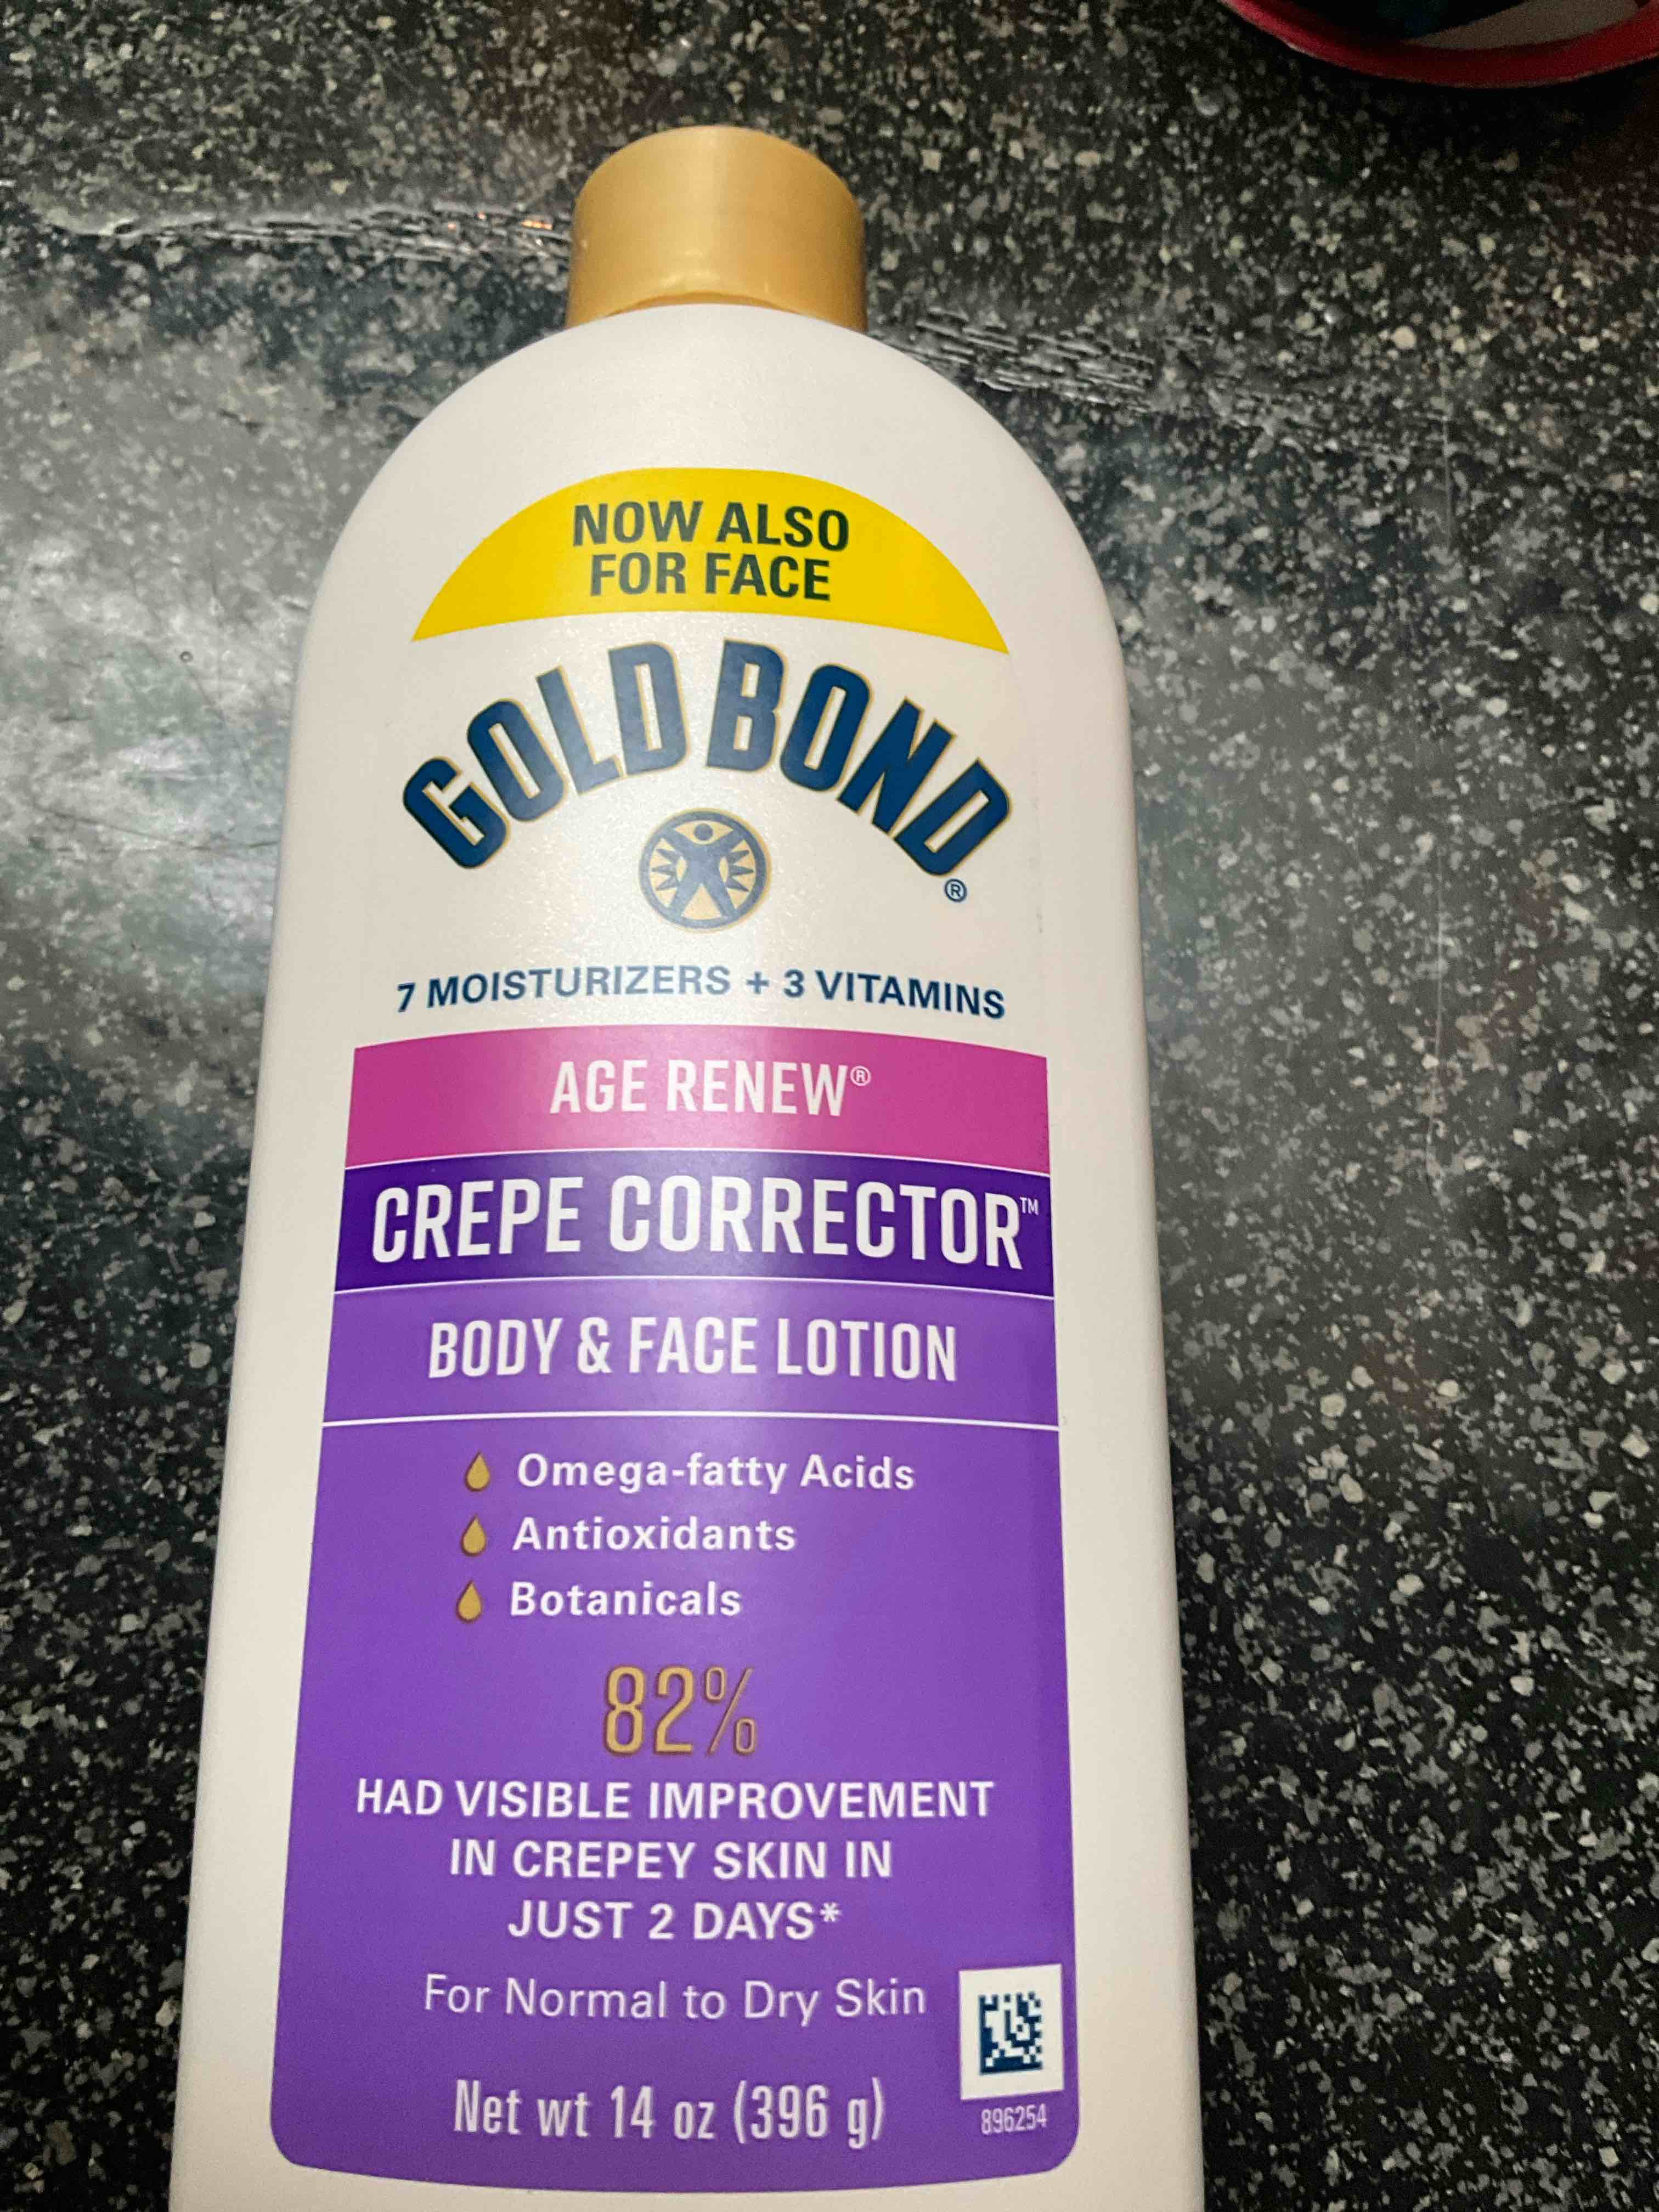 NOW ALSO
FOR FACE
GOLD BOND®
7 MOISTURIZERS + 3 VITAMINS
AGE RENEW®
CREPE CORRECTOR™
BODY & FACE LOTION
Omega-fatty Acids
Antioxidants
Botanicals
82%
HAD VISIBLE IMPROVEMENT
IN CREPEY SKIN IN
JUST 2 DAYS*
For Normal to Dry Skin
Net wt 14 oz (396 g)
896254